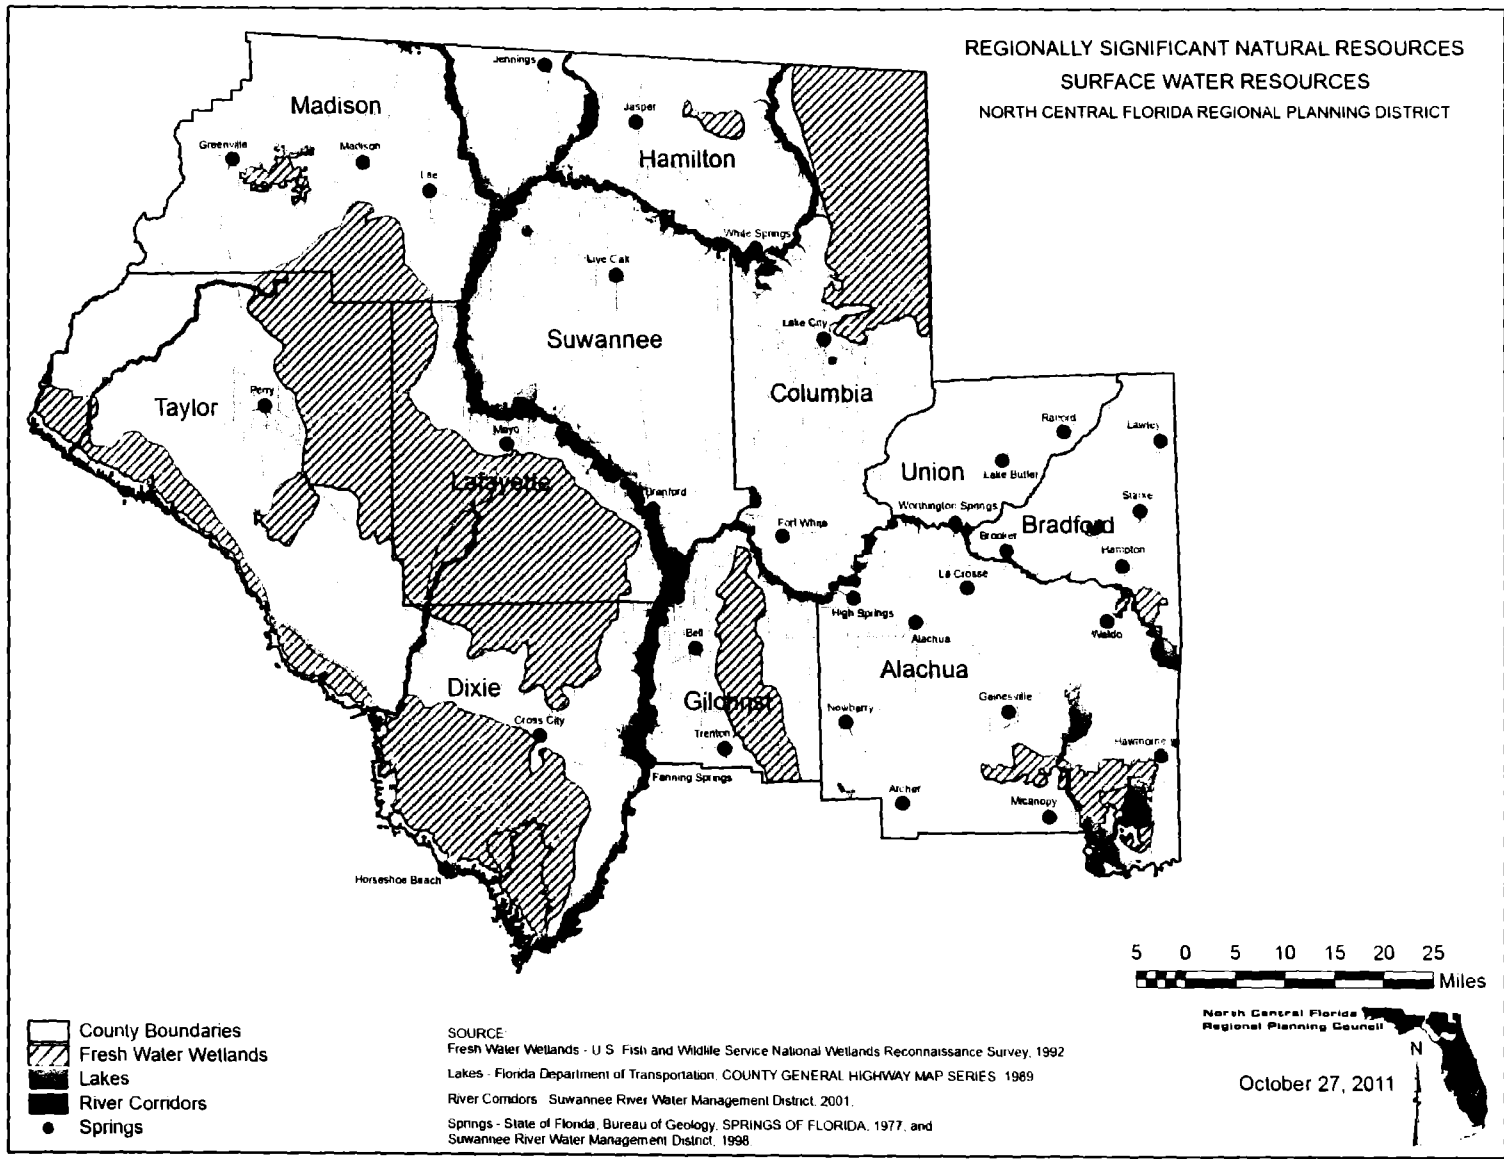 REGIONALLY SIGNIFICANT NATURAL RESOURCES
SURFACE WATER RESOURCES
NORTH CENTRAL FLORIDA REGIONAL PLANNING DISTRICT
Jennings
Madison
Jasper
Greenville
Madison
Hamilton
Lee
White Springs
Live Oak
Lake City
Suwannee
Columbia
Perry
Taylor
Raiford
Lawtey
Mayo
Union
Lake Butler
Lafayette
Branford
Starke
Worthington Springs
Fort White
Bradford
Brooker
Hampton
La Crosse
High Springs
Bell
Alachua
Waldo
Alachua
Dixie
Gilchrist
Gainesville
Newberry
Cross City
Trenton
Hawthorne
Fanning Springs
Archer
Micanopy
Horseshoe Beach
5 0 5 10 15 20 25
Miles
North Central Florida
Regional Planning Council
N
October 27, 2011
County Boundaries
Fresh Water Wetlands
Lakes
River Corridors
Springs
SOURCE:
Fresh Water Wetlands - U S Fish and Wildlife Service National Wetlands Reconnaissance Survey, 1992
Lakes - Florida Department of Transportation, COUNTY GENERAL HIGHWAY MAP SERIES 1989
River Corridors Suwannee River Water Management District, 2001.
Springs - State of Florida, Bureau of Geology, SPRINGS OF FLORIDA, 1977, and
Suwannee River Water Management District, 1998